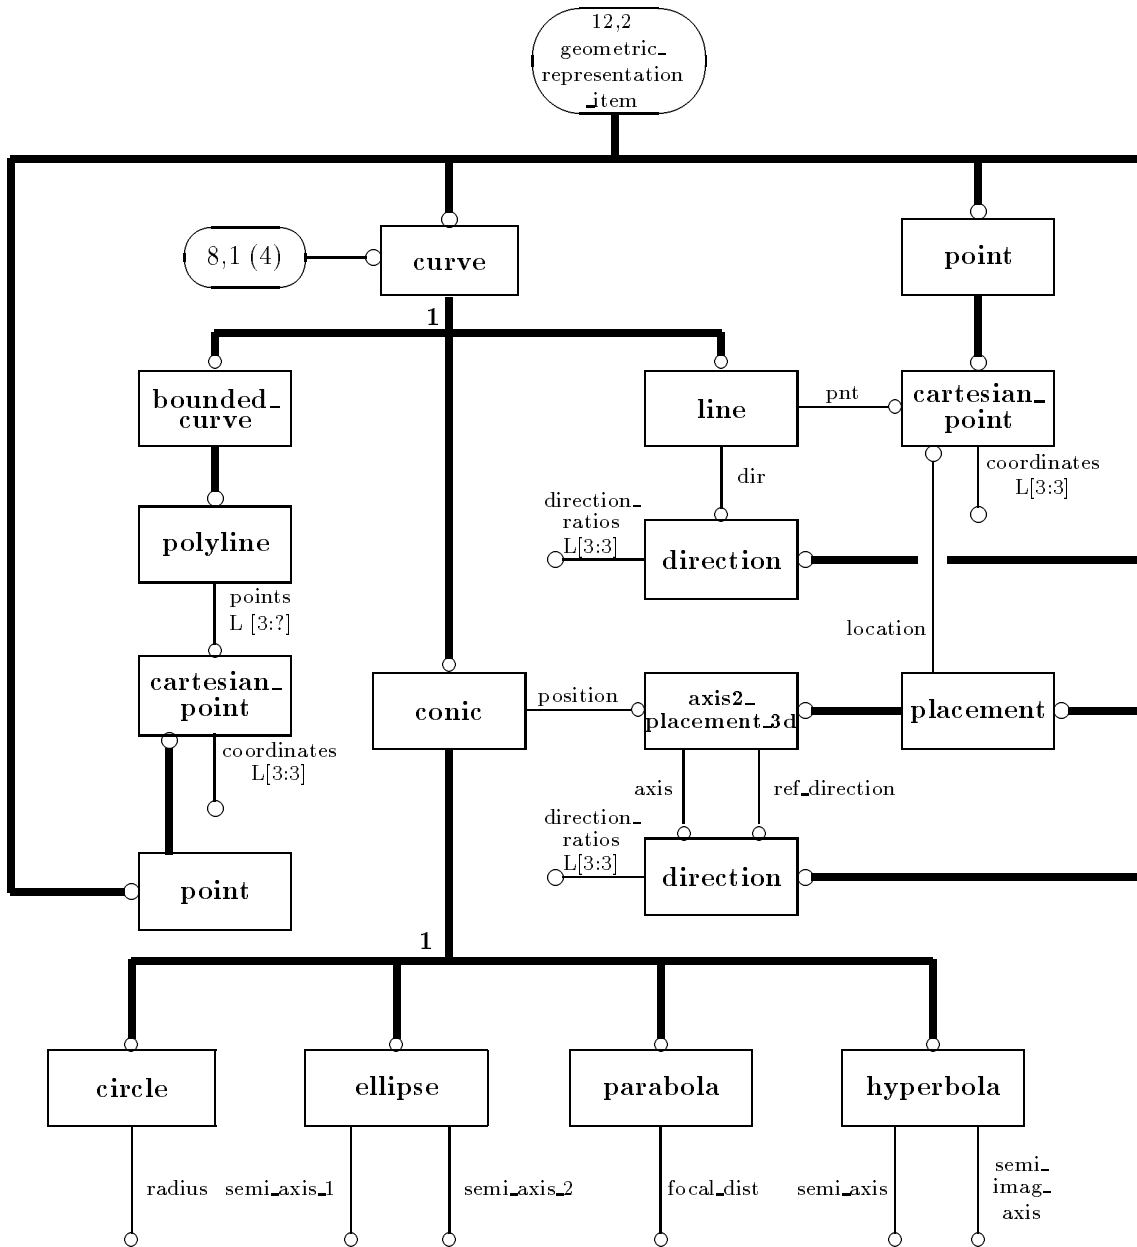 12,2
geometric_
representation
_item
8,1 (4)
curve
point
1
bounded_
curve
line
pnt
cartesian_
point
dir
coordinates
L[3:3]
direction_
ratios
L[3:3]
polyline
direction
points
L [3:?]
location
cartesian_
point
conic
position
axis2_
placement_3d
placement
coordinates
L[3:3]
axis
ref_direction
direction_
ratios
L[3:3]
point
direction
1
circle
ellipse
parabola
hyperbola
radius
semi_axis_1
semi_axis_2
focal_dist
semi_axis
semi_
imag_
axis